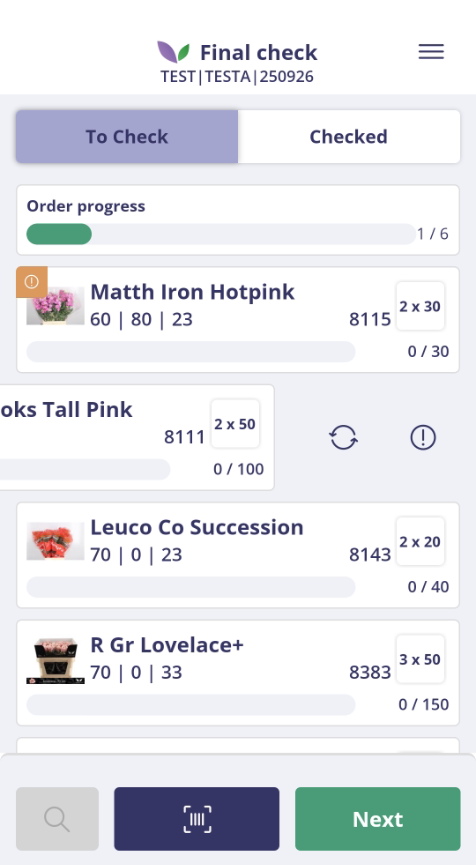 Final check
TEST|TESTA|250926
To Check
Checked
Order progress
1 / 6
Matth Iron Hotpink
60 | 80 | 23
8115
2 x 30
0 / 30
oks Tall Pink
8111
2 x 50
0 / 100
Leuco Co Succession
70 | 0 | 23
8143
2 x 20
0 / 40
R Gr Lovelace+
70 | 0 | 33
8383
3 x 50
0 / 150
Next